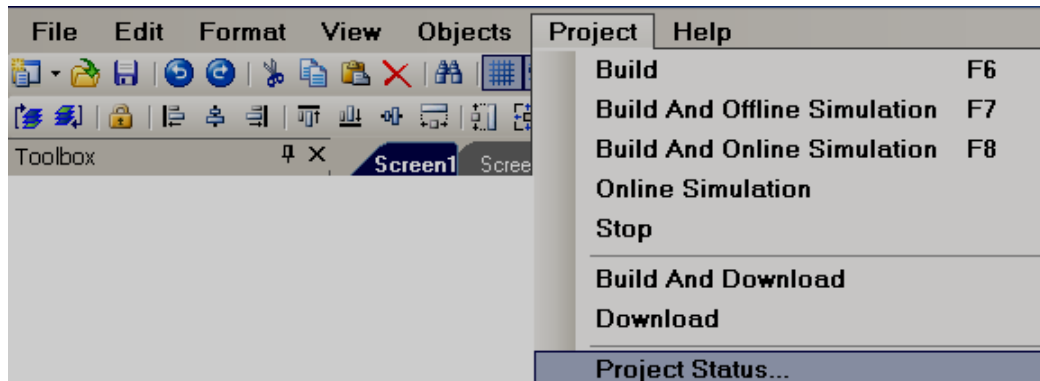 File Edit Format View Objects Project Help
Build F6
Build And Offline Simulation F7
Build And Online Simulation F8
Toolbox Screen1 Scree
Online Simulation
Stop
Build And Download
Download
Project Status...